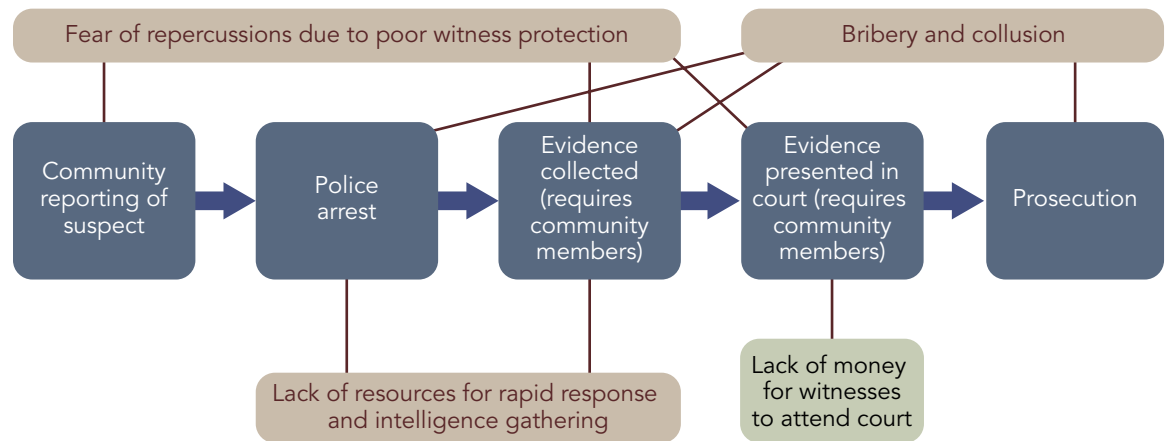 Fear of repercussions due to poor witness protection
Bribery and collusion
Community
reporting of
suspect
Police
arrest
Evidence
collected
(requires
community
members)
Evidence
presented in
court (requires
community
members)
Prosecution
Lack of resources for rapid response
and intelligence gathering
Lack of money
for witnesses
to attend court